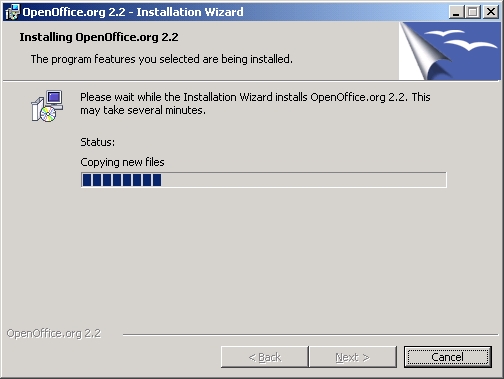 OpenOffice.org 2.2 - Installation Wizard
Installing OpenOffice.org 2.2
The program features you selected are being installed.
Please wait while the Installation Wizard installs OpenOffice.org 2.2. This
may take several minutes.
Status:
Copying new files
OpenOffice.org 2.2
< Back
Next >
Cancel